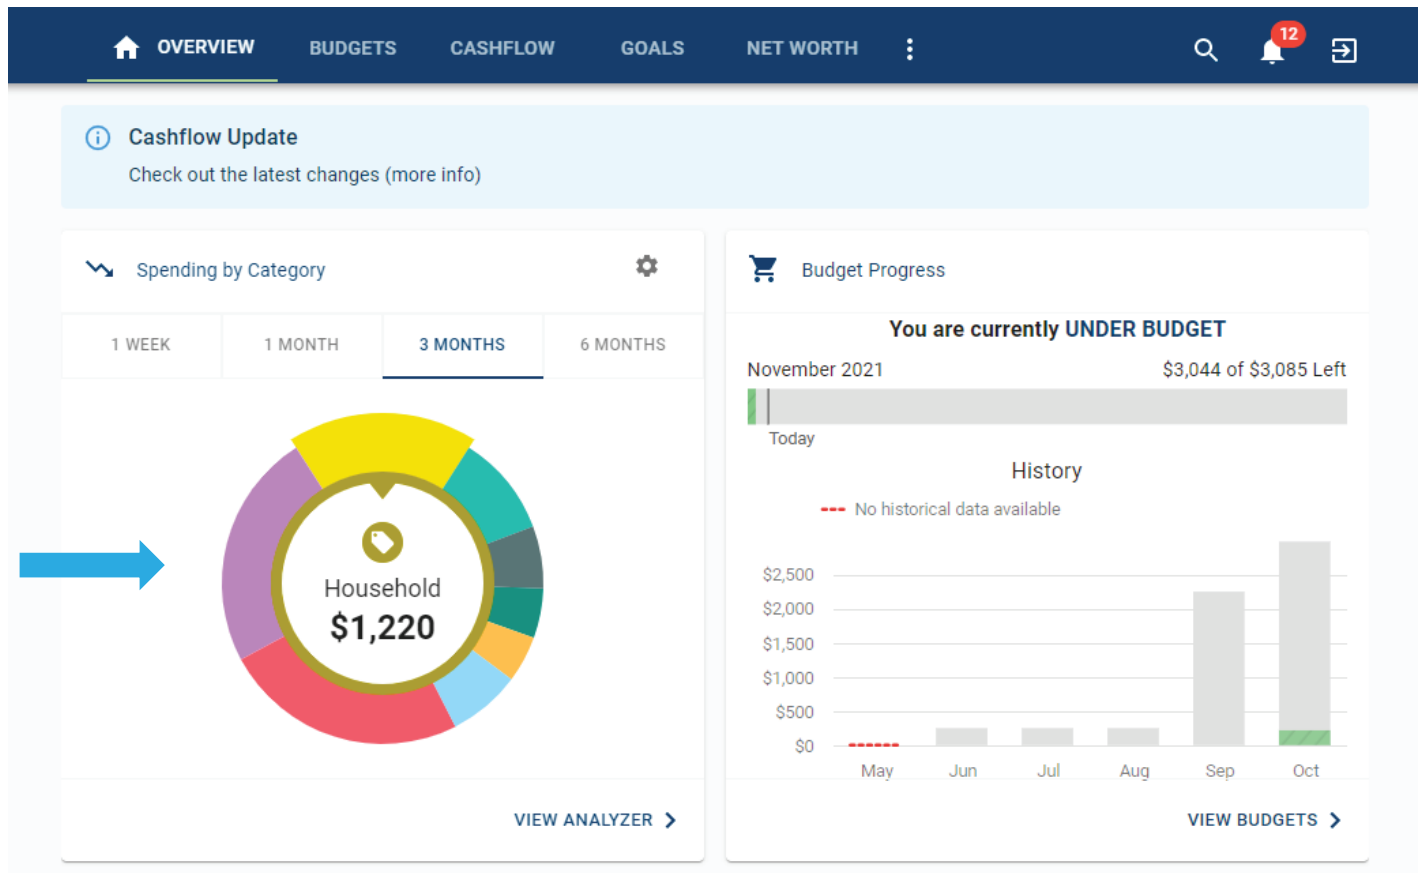 OVERVIEW BUDGETS CASHFLOW GOALS NET WORTH 12
Cashflow Update
Check out the latest changes (more info)
Spending by Category
1 WEEK 1 MONTH 3 MONTHS 6 MONTHS
Household
$1,220
VIEW ANALYZER
Budget Progress
You are currently UNDER BUDGET
November 2021 $3,044 of $3,085 Left
Today
History
No historical data available
$2,500
$2,000
$1,500
$1,000
$500
$0
May Jun Jul Aug Sep Oct
VIEW BUDGETS